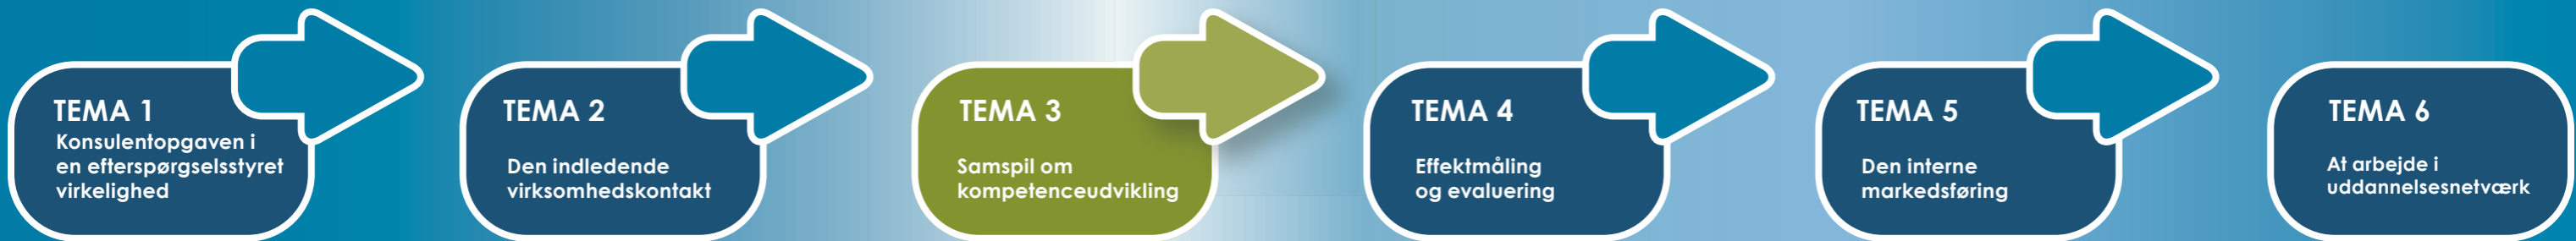 TEMA 1
Konsulentopgaven i
en efterspørgselsstyret
virkelighed
TEMA 2
Den indledende
virksomhedskontakt
TEMA 3
Samspil om
kompetenceudvikling
TEMA 4
Effektmåling
og evaluering
TEMA 5
Den interne
markedsføring
TEMA 6
At arbejde i
uddannelsesnetværk